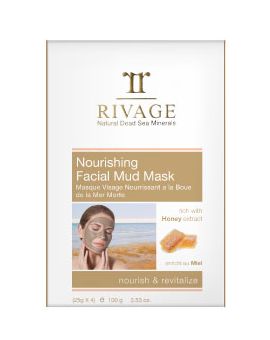 RIVAGE
Natural Dead Sea Minerals
Nourishing
Facial Mud Mask
Masque Visage Nourrissant a la Boue
de la Mer Morte
rich with
Honey extract
enrichi au Miel
nourish & revitalize
(25g X 4) ℮ 100 g 3.53 oz.